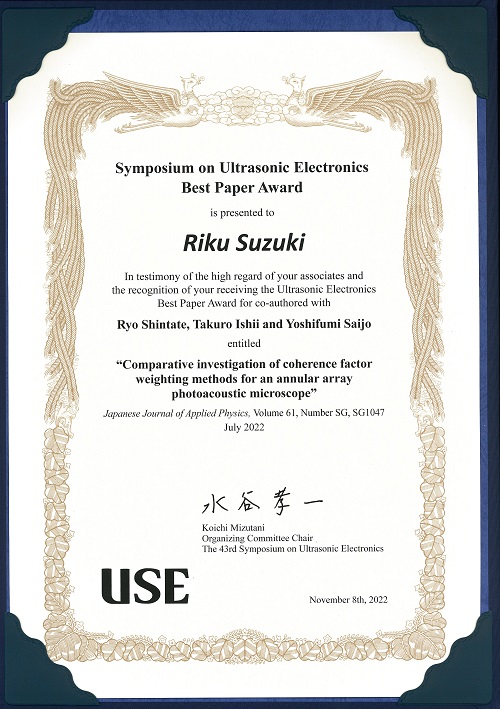 Symposium on Ultrasonic Electronics
Best Paper Award
is presented to
Riku Suzuki
In testimony of the high regard of your associates and
the recognition of your receiving the Ultrasonic Electronics
Best Paper Award for co-authored with
Ryo Shintate, Takuro Ishii and Yoshifumi Saijo
entitled
“Comparative investigation of coherence factor
weighting methods for an annular array
photoacoustic microscope”
Japanese Journal of Applied Physics, Volume 61, Number SG, SG1047
July 2022
水谷孝一
Koichi Mizutani
Organizing Committee Chair
The 43rd Symposium on Ultrasonic Electronics
USE
November 8th, 2022